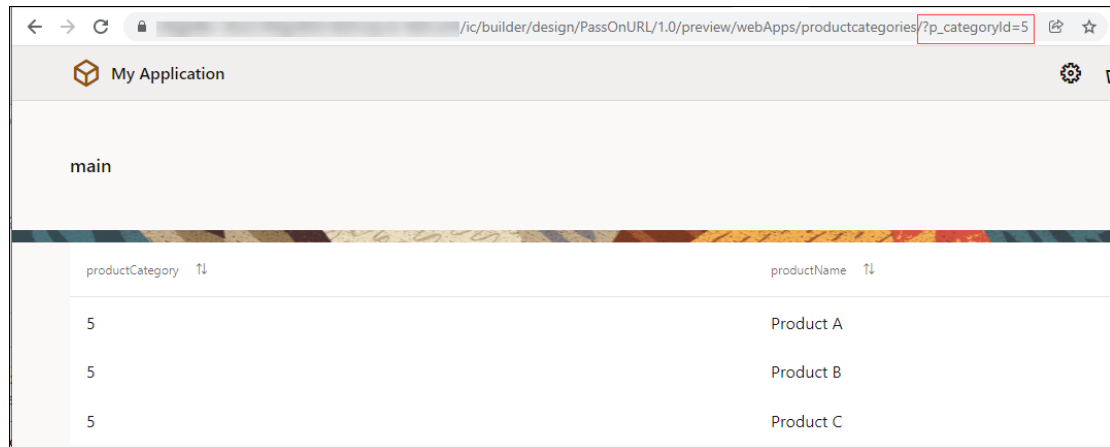 /ic/builder/design/PassOnURL/1.0/preview/webApps/productcategories/?p_categoryId=5
My Application
main
productCategory productName
5 Product A
5 Product B
5 Product C